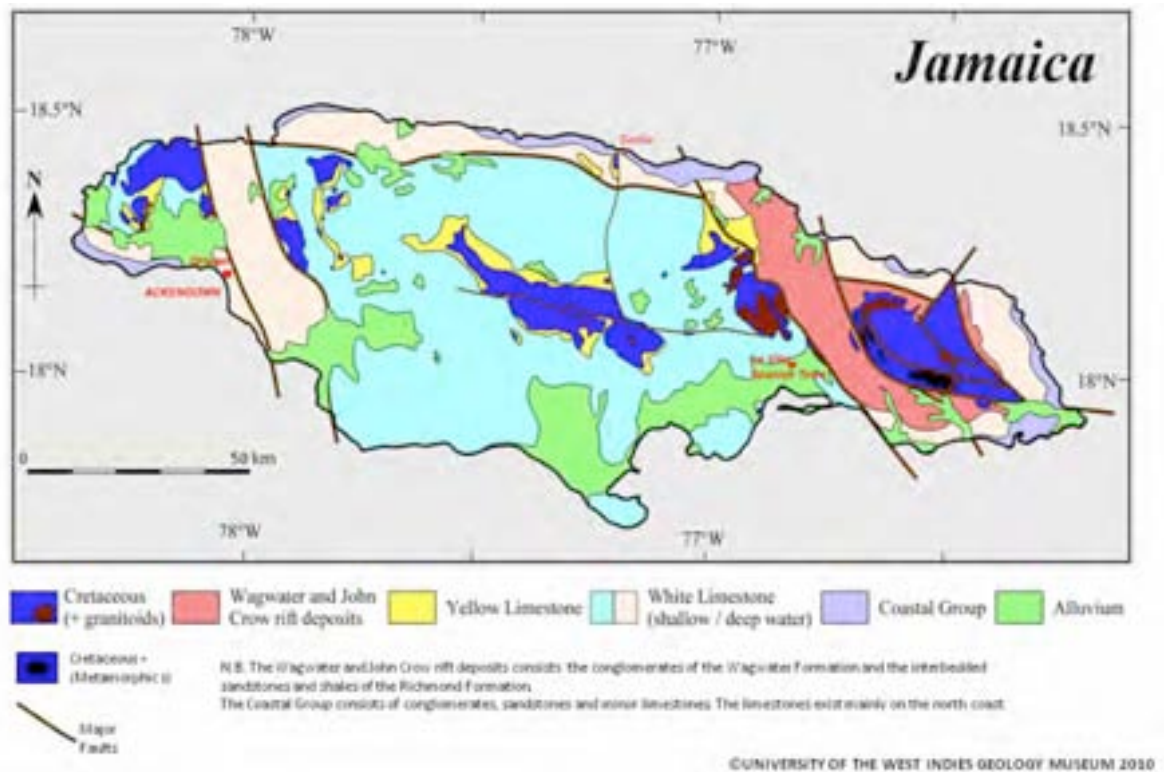 78°W
77°W
Jamaica
18.5°N
18.5°N
N
ACKENDOWN
18°N
18°N
0
50 km
78°W
77°W
Cretaceous
(+ granitoids)
Wagwater and John
Crow rift deposits
Yellow Limestone
White Limestone
(shallow / deep water)
Coastal Group
Alluvium
Cretaceous -
(Metamorphics)
N.B. The Wagwater and John Crow rift deposits consists the conglomerates of the Wagwater Formation and the interbedded
sandstones and shales of the Richmond Formation.
The Coastal Group consists of conglomerates, sandstones and minor limestones. The limestones exist mainly on the north coast
Major
Faults
©UNIVERSITY OF THE WEST INDIES GEOLOGY MUSEUM 2010